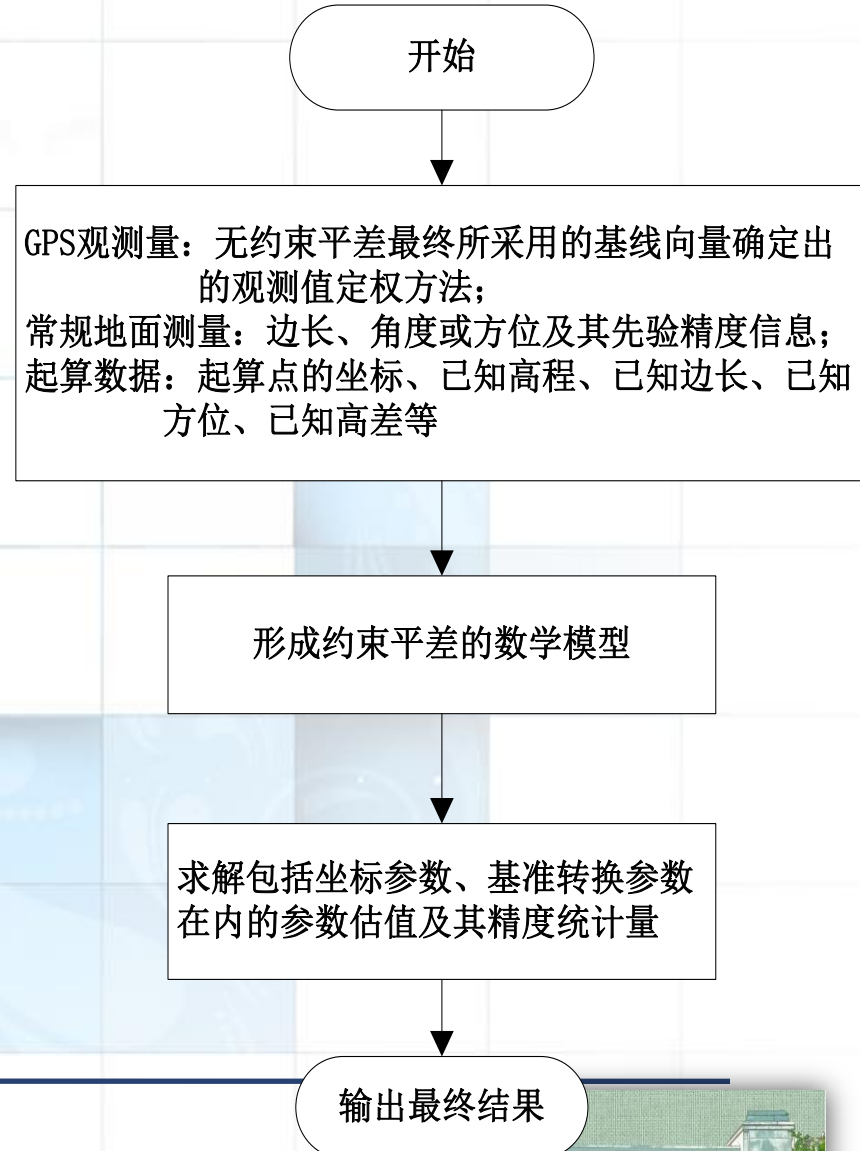 开始
GPS观测量：无约束平差最终所采用的基线向量确定出
的观测值定权方法；
常规地面测量：边长、角度或方位及其先验精度信息；
起算数据：起算点的坐标、已知高程、已知边长、已知
方位、已知高差等
形成约束平差的数学模型
求解包括坐标参数、基准转换参数
在内的参数估值及其精度统计量
输出最终结果